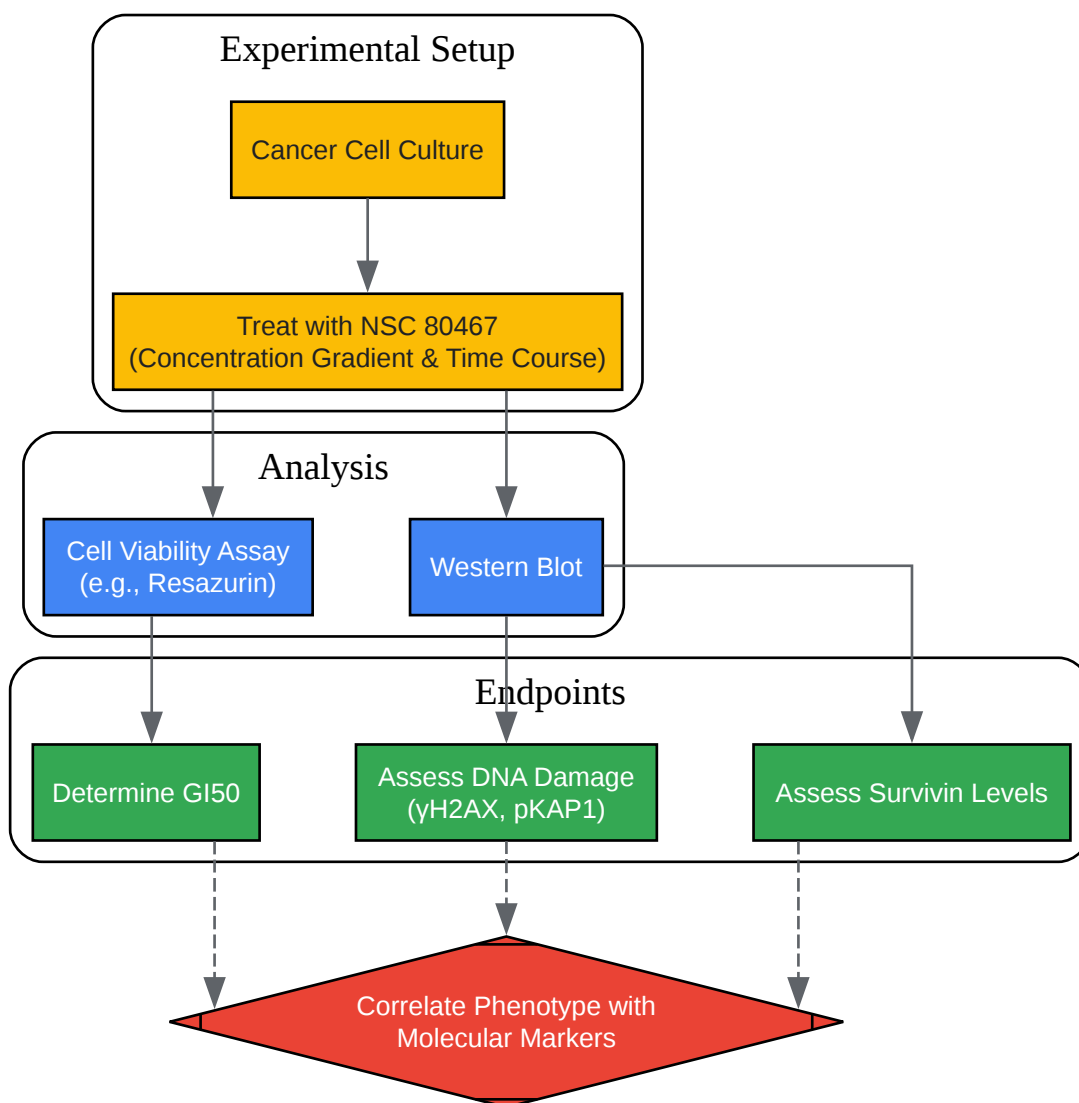 Experimental Setup
Cancer Cell Culture
Treat with NSC 80467
(Concentration Gradient & Time Course)
Analysis
Cell Viability Assay
(e.g., Resazurin)
Western Blot
Endpoints
Determine GI50
Assess DNA Damage
(γH2AX, pKAP1)
Assess Survivin Levels
Correlate Phenotype with
Molecular Markers